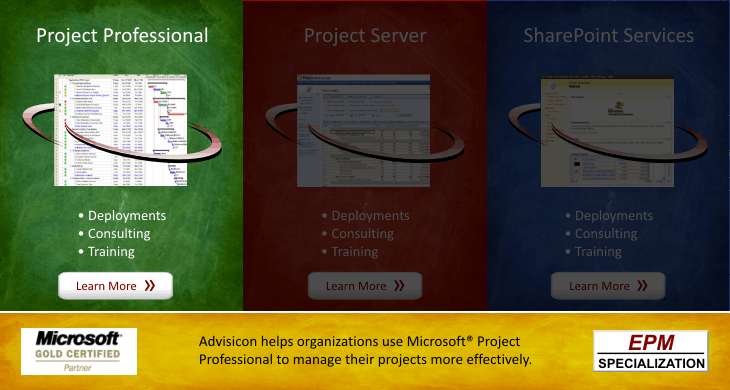 Project Professional
• Deployments
• Consulting
• Training
Learn More »
Project Server
• Deployments
• Consulting
• Training
Learn More »
SharePoint Services
• Deployments
• Consulting
• Training
Learn More »
Microsoft®
GOLD CERTIFIED
Partner
Advisicon helps organizations use Microsoft® Project
Professional to manage their projects more effectively.
EPM
SPECIALIZATION